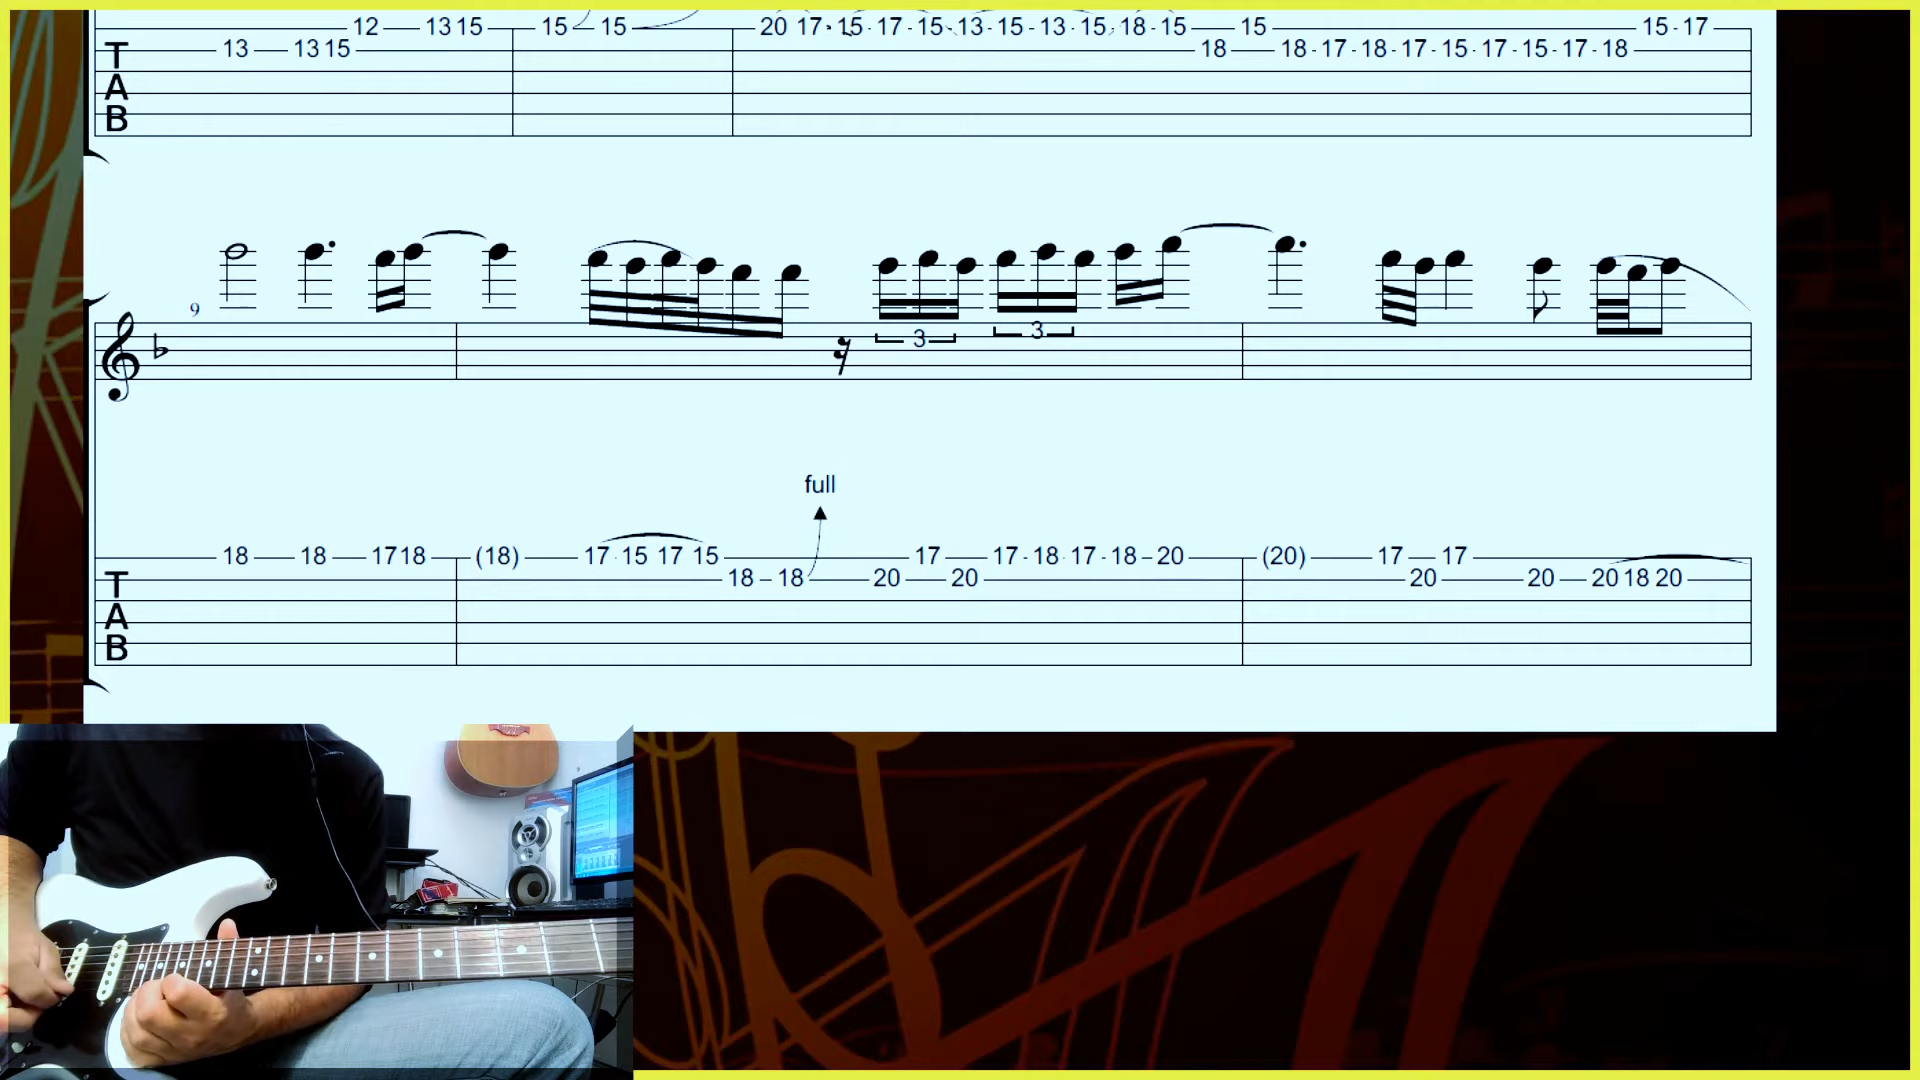 12 13 15 15 15 20 17 15 17 15 13 15 13 15 18 15 15 15 17
13 13 15 18 18 17 18 17 15 17 15 17 18
T
A
B
9
3 3
full
18 18 17 18 (18) 17 15 17 15 17 17 18 17 18 20 (20) 17 17
18 18 20 20 20 20 20 18 20
T
A
B